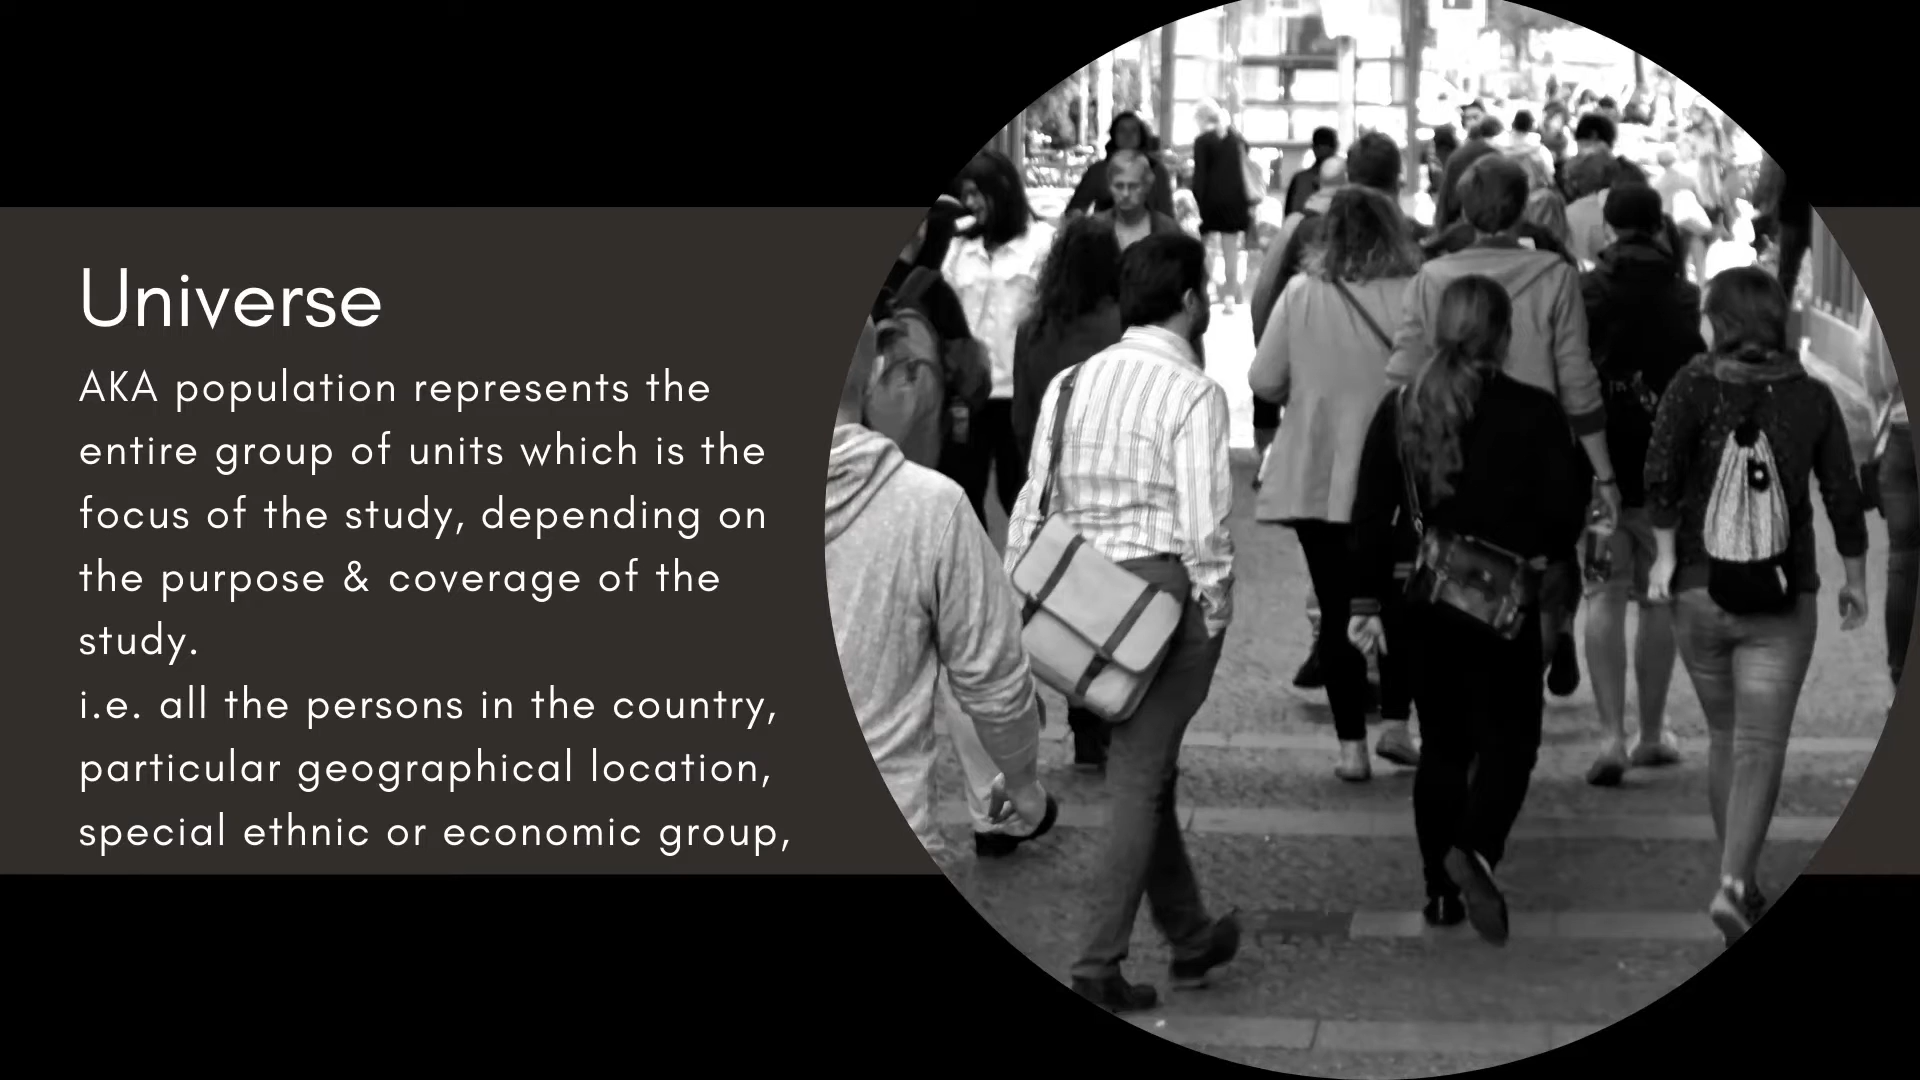 Universe
AKA population represents the
entire group of units which is the
focus of the study, depending on
the purpose & coverage of the
study.
i.e. all the persons in the country,
particular geographical location,
special ethnic or economic group,